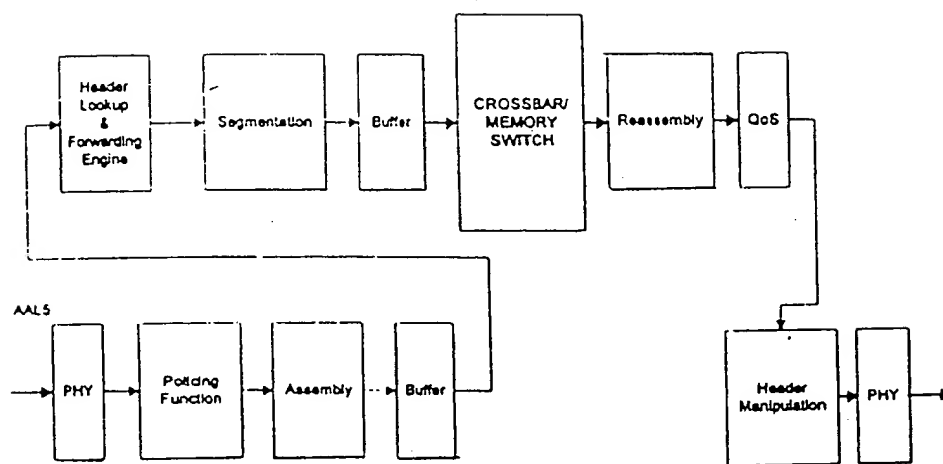 Header
Lookup
&
Forwarding
Engine
Segmentation
Buffer
CROSSBAR/
MEMORY
SWITCH
Reassembly
QoS
AAL5
PHY
Policing
Function
Assembly
Buffer
Header
Manipulation
PHY